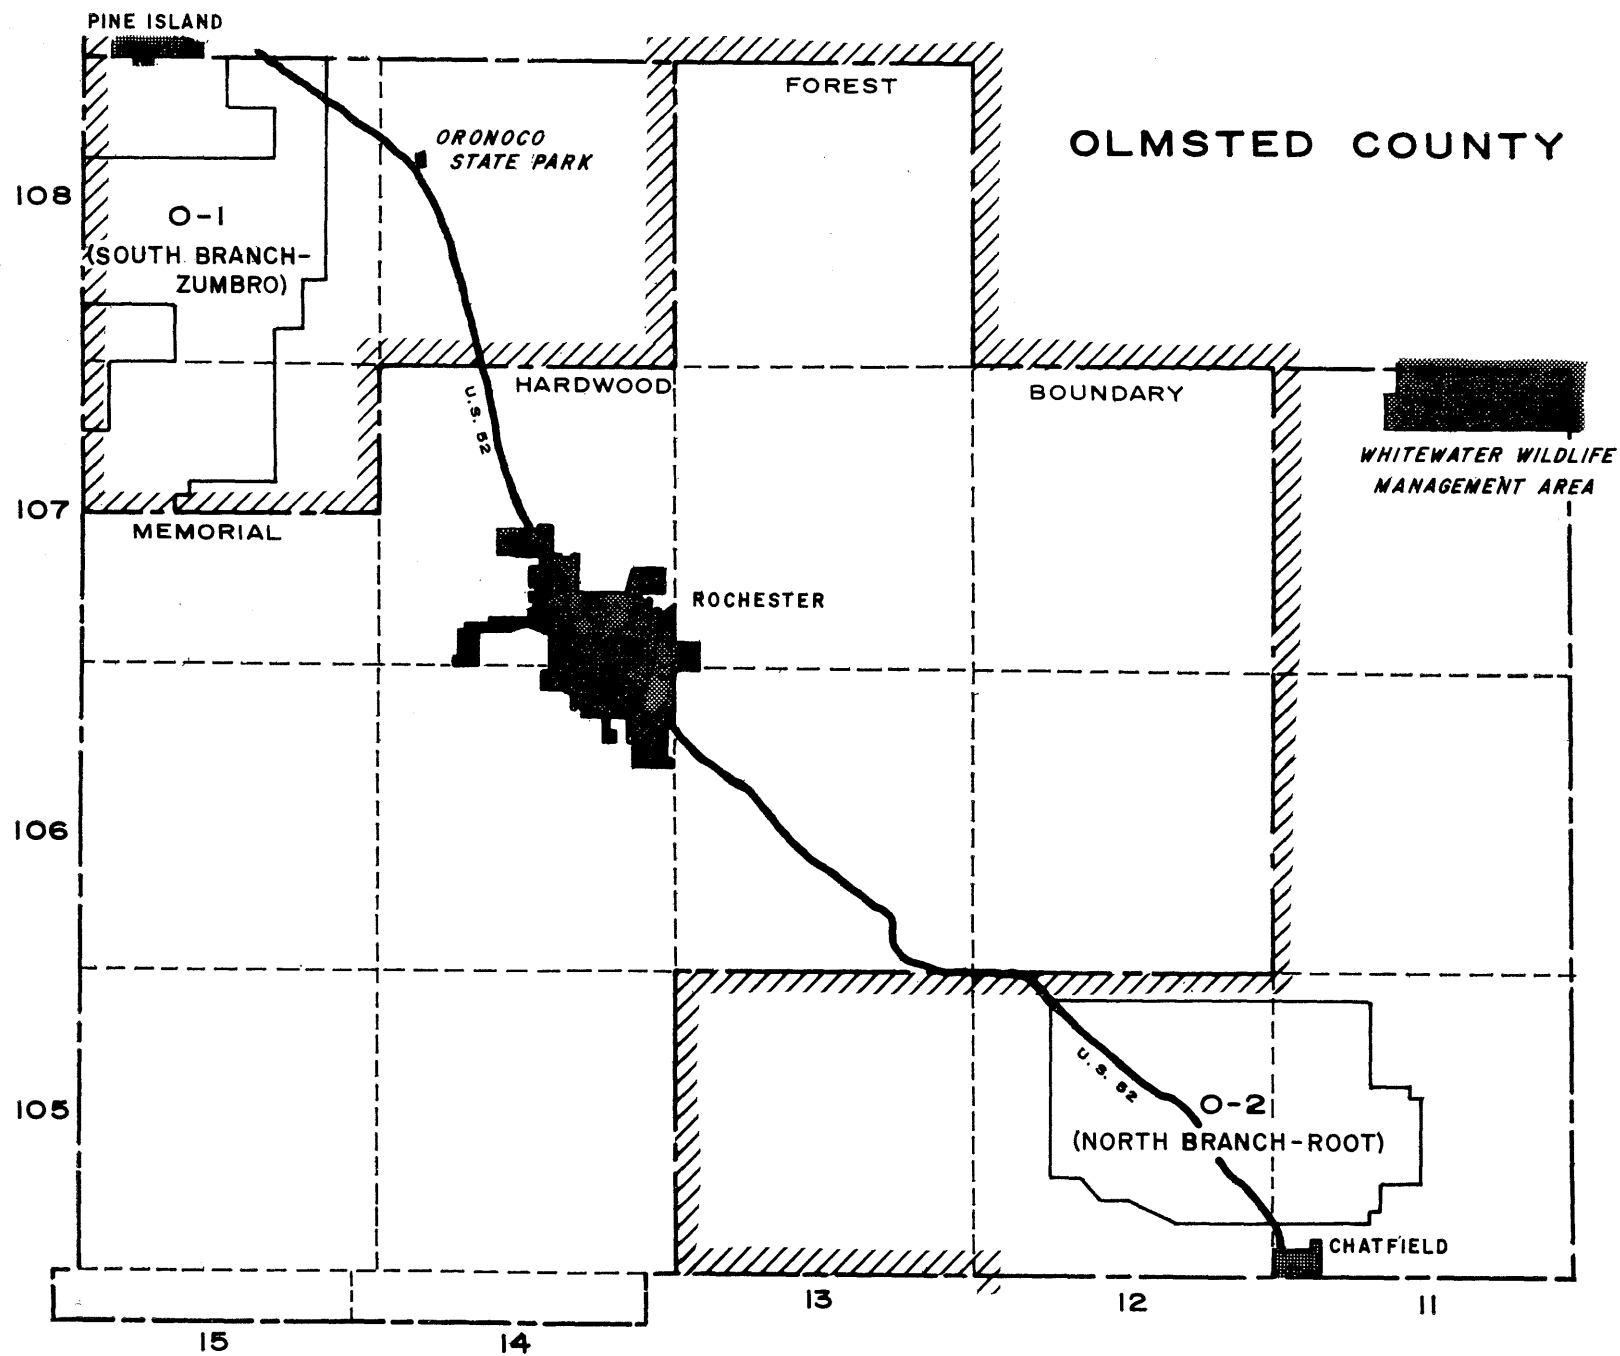 PINE ISLAND
FOREST
OLMSTED COUNTY
ORONOCO
STATE PARK
108
O-1
(SOUTH BRANCH-
ZUMBRO)
HARDWOOD
BOUNDARY
U.S. 52
WHITEWATER WILDLIFE
MANAGEMENT AREA
107
MEMORIAL
ROCHESTER
106
U.S. 52
105
O-2
(NORTH BRANCH-ROOT)
CHATFIELD
13
12
11
15
14